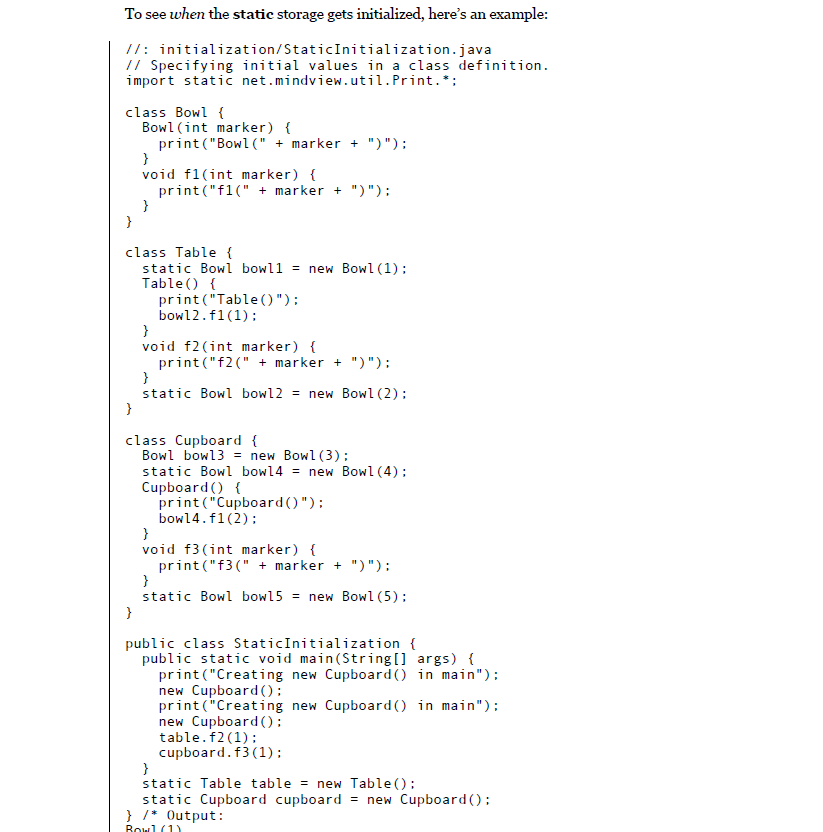 To see when the static storage gets initialized, here's an example:
//: initialization/StaticInitialization.java
// Specifying initial values in a class definition.
import static net.mindview.util.Print.*;
class Bowl {
  Bowl(int marker) {
    print("Bowl(" + marker + ")");
  }
  void f1(int marker) {
    print("f1(" + marker + ")");
  }
}
class Table {
  static Bowl bowl1 = new Bowl(1);
  Table() {
    print("Table()");
    bowl2.f1(1);
  }
  void f2(int marker) {
    print("f2(" + marker + ")");
  }
  static Bowl bowl2 = new Bowl(2);
}
class Cupboard {
  Bowl bowl3 = new Bowl(3);
  static Bowl bowl4 = new Bowl(4);
  Cupboard() {
    print("Cupboard()");
    bowl4.f1(2);
  }
  void f3(int marker) {
    print("f3(" + marker + ")");
  }
  static Bowl bowl5 = new Bowl(5);
}
public class StaticInitialization {
  public static void main(String[] args) {
    print("Creating new Cupboard() in main");
    new Cupboard();
    print("Creating new Cupboard() in main");
    new Cupboard();
    table.f2(1);
    cupboard.f3(1);
  }
  static Table table = new Table();
  static Cupboard cupboard = new Cupboard();
} /* Output:
Bowl(1)